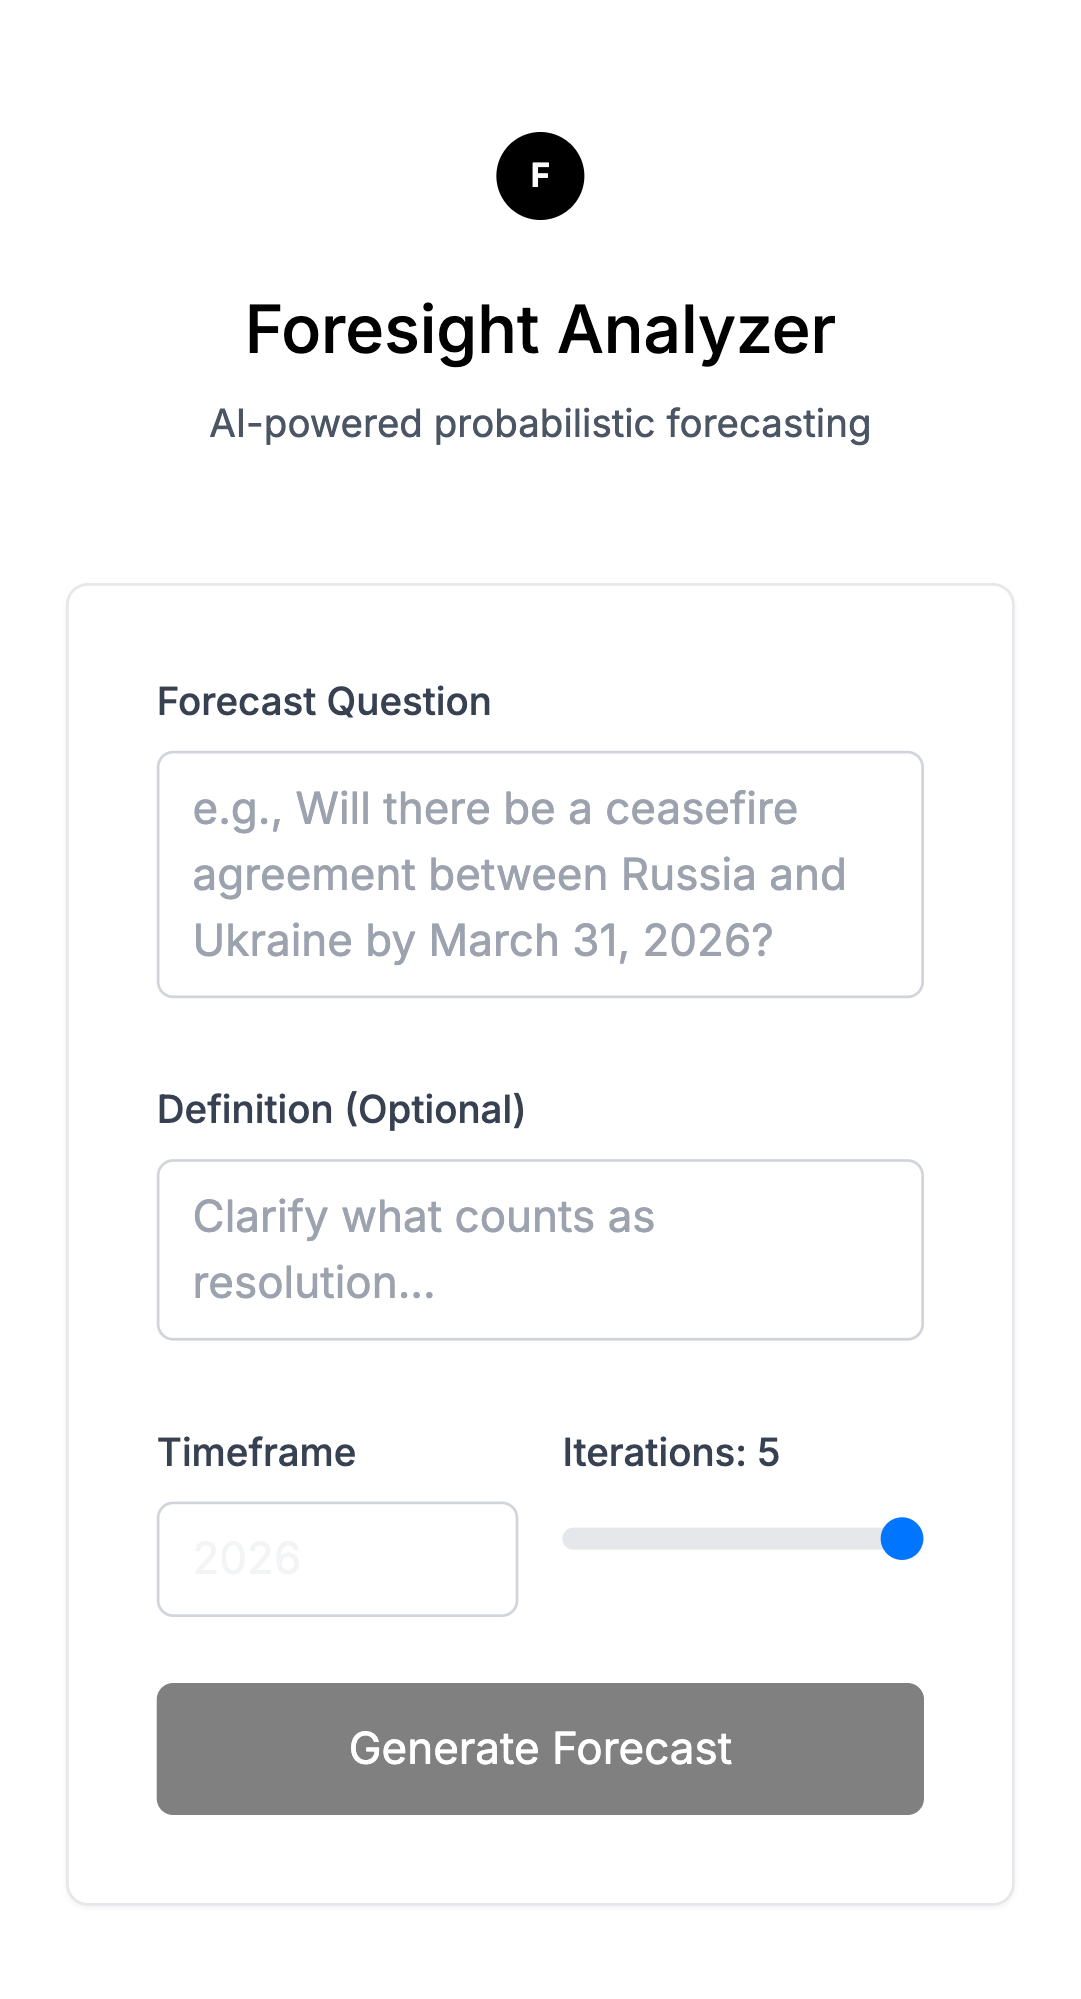 F
Foresight Analyzer
AI-powered probabilistic forecasting
Forecast Question
e.g., Will there be a ceasefire
agreement between Russia and
Ukraine by March 31, 2026?
Definition (Optional)
Clarify what counts as
resolution...
Timeframe
Iterations: 5
2026
Generate Forecast